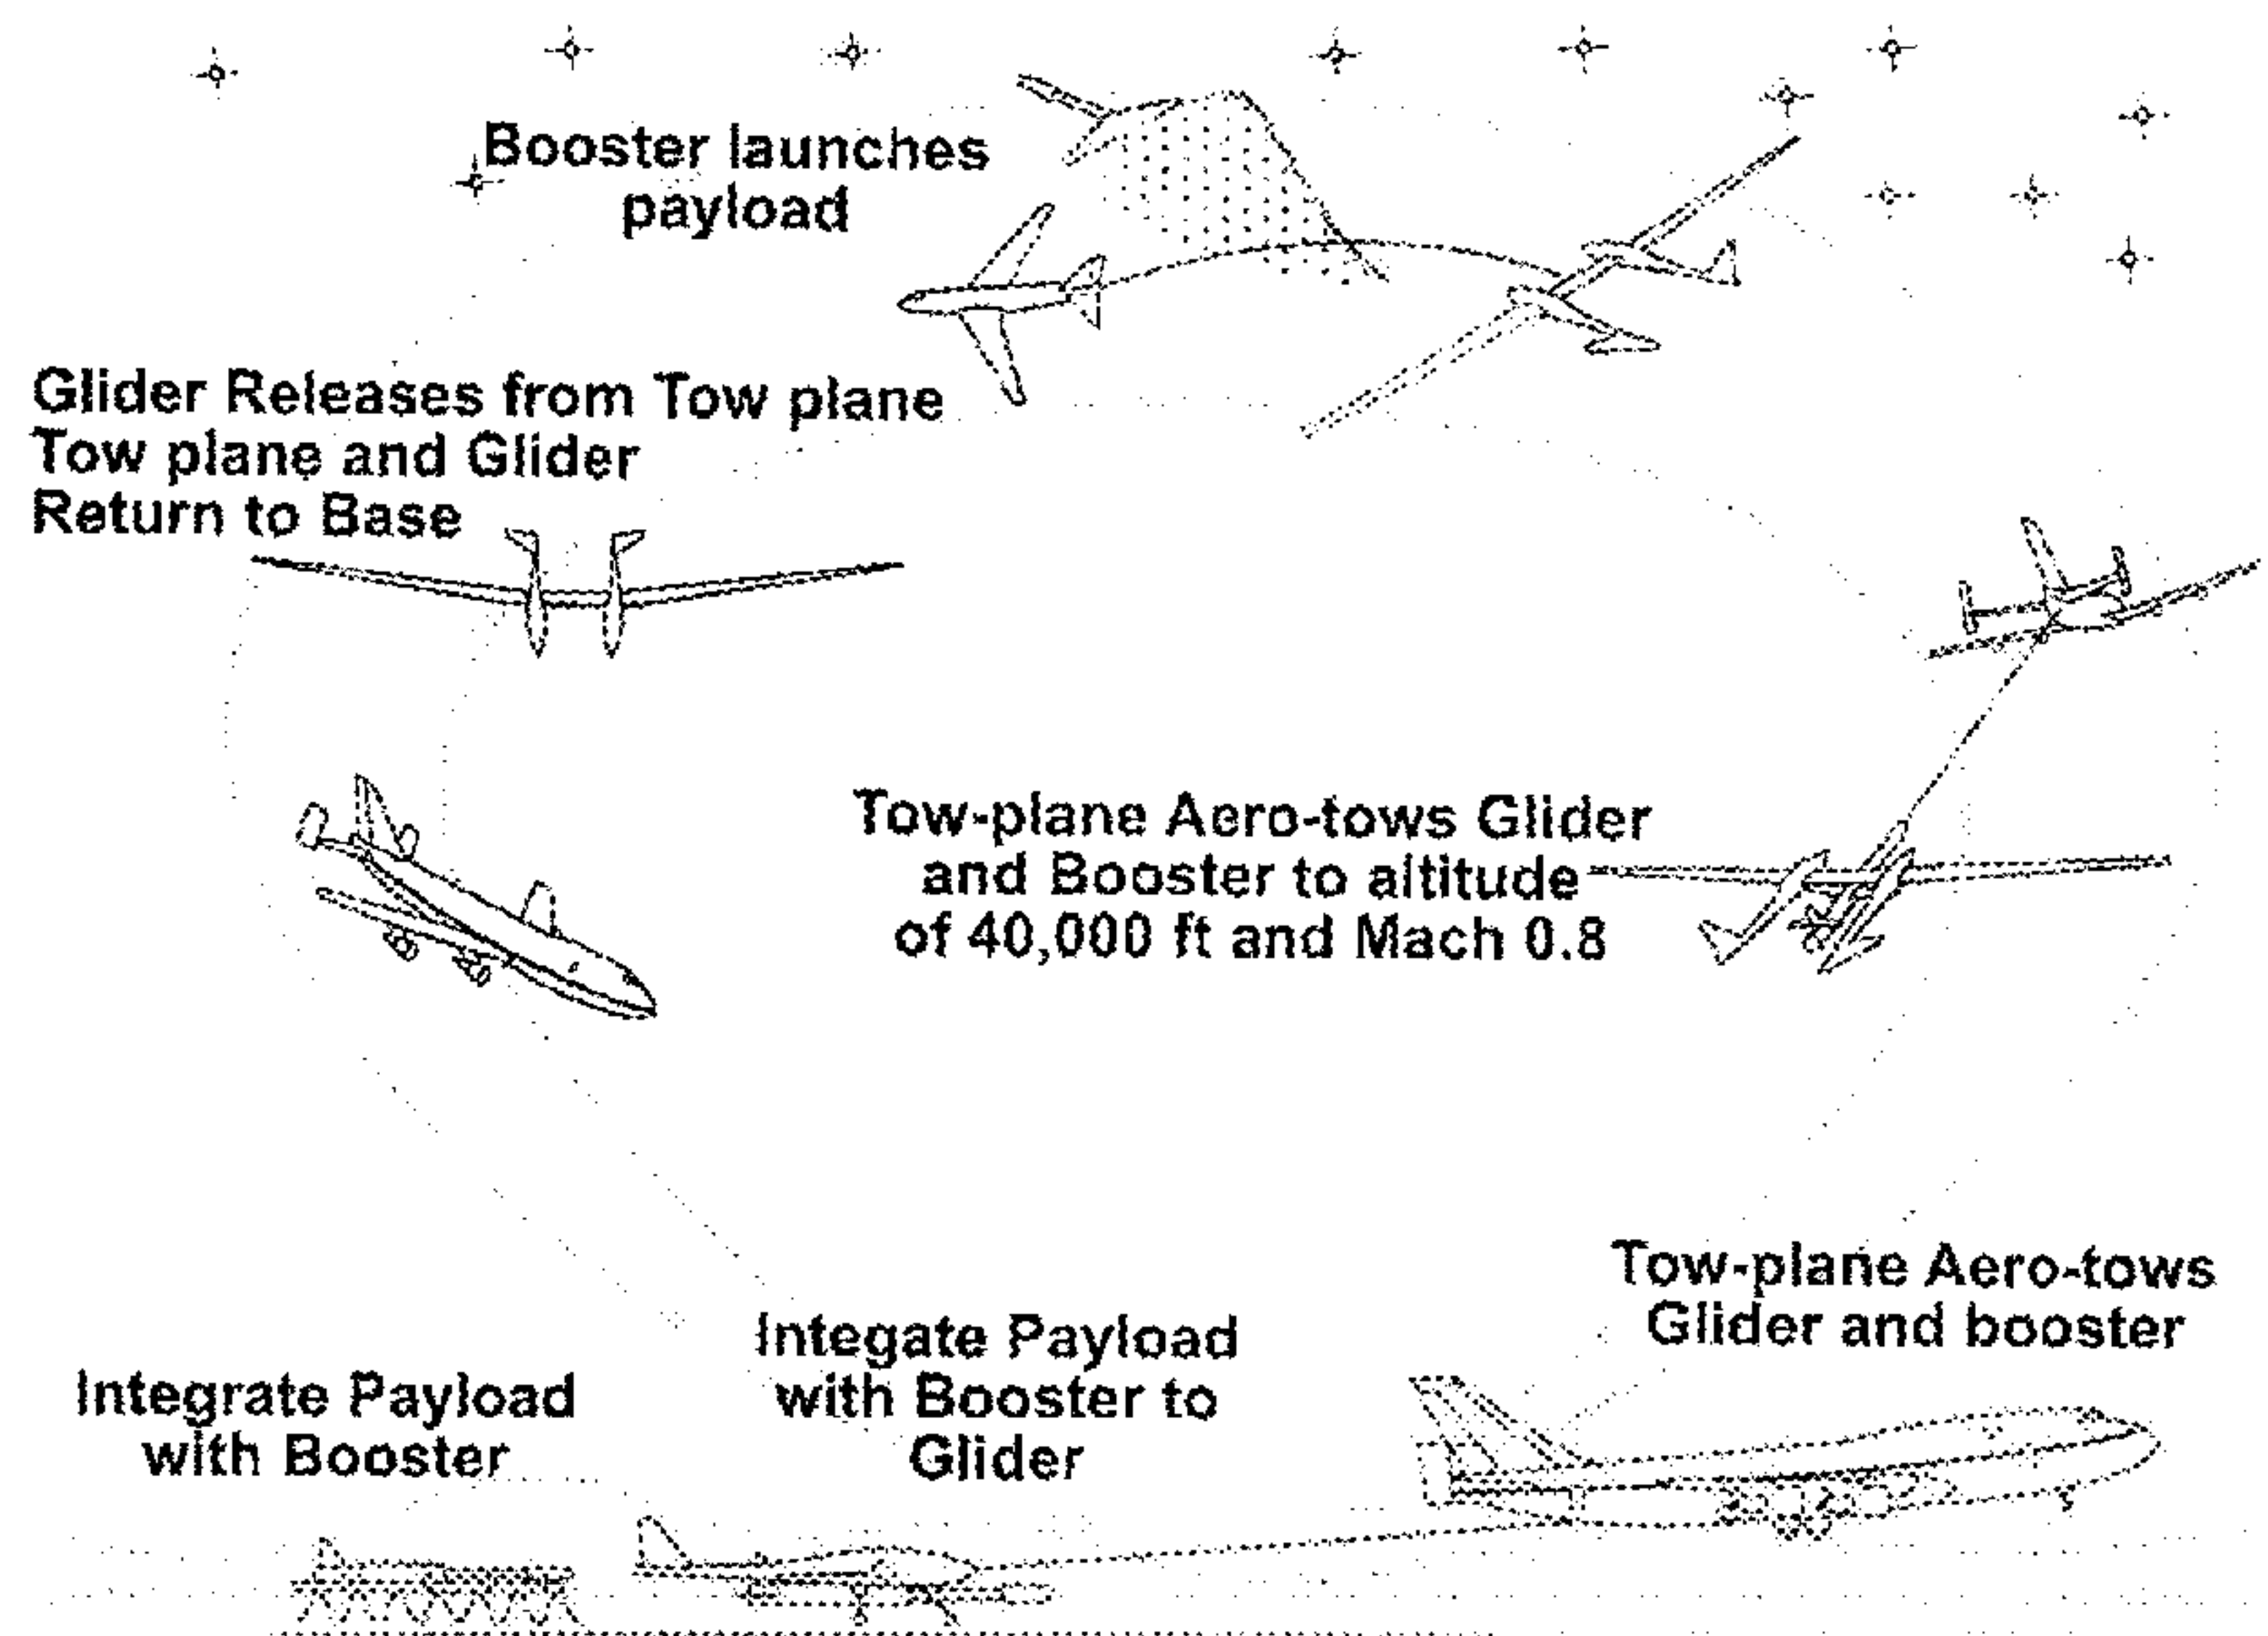 Booster launches
payload
Glider Releases from Tow plane
Tow plane and Glider
Return to Base
Tow-plane Aero-tows Glider
and Booster to altitude
of 40,000 ft and Mach 0.8
Tow-plane Aero-tows
Glider and booster
Integate Payload
with Booster to
Glider
Integrate Payload
with Booster